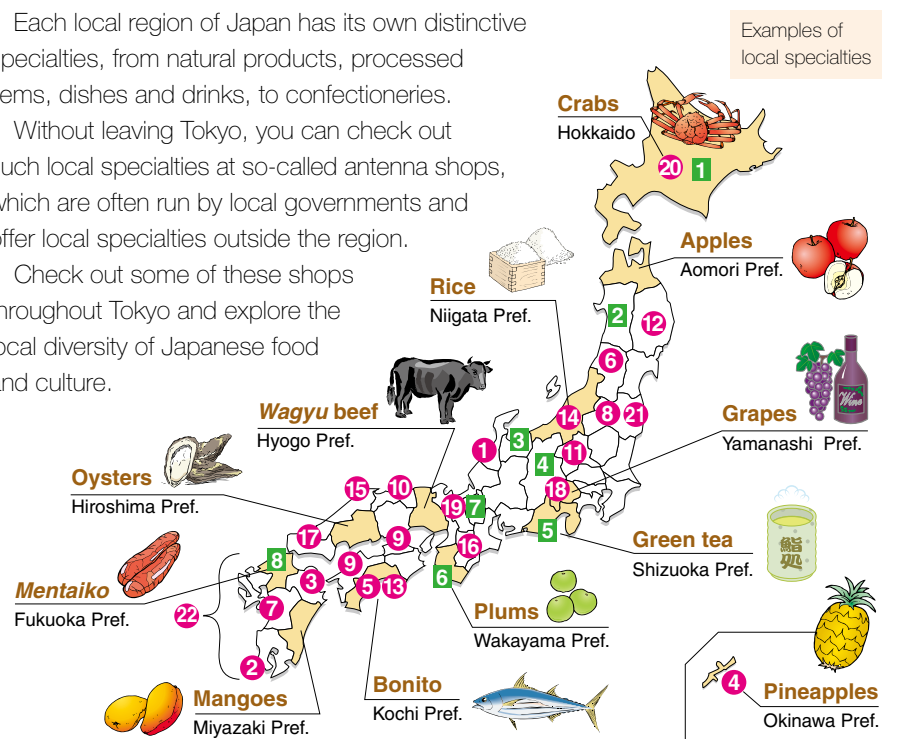 Each local region of Japan has its own distinctive
pecialties, from natural products, processed
ems, dishes and drinks, to confectioneries.
Without leaving Tokyo, you can check out
uch local specialties at so-called antenna shops,
which are often run by local governments and
offer local specialties outside the region.
Check out some of these shops
hroughout Tokyo and explore the
ocal diversity of Japanese food
and culture.
Examples of
local specialties
Crabs
Hokkaido
20
1
Apples
Aomori Pref.
Rice
Niigata Pref.
2
12
6
Wagyu beef
Hyogo Pref.
14
8
21
Grapes
Yamanashi Pref.
Wine
3
1
4
11
Oysters
Hiroshima Pref.
15
10
18
19
7
Green tea
Shizuoka Pref.
鮨処
5
17
9
16
Mentaiko
Fukuoka Pref.
8
9
3
5
13
6
22
7
Plums
Wakayama Pref.
2
Mangoes
Miyazaki Pref.
Bonito
Kochi Pref.
4
Pineapples
Okinawa Pref.